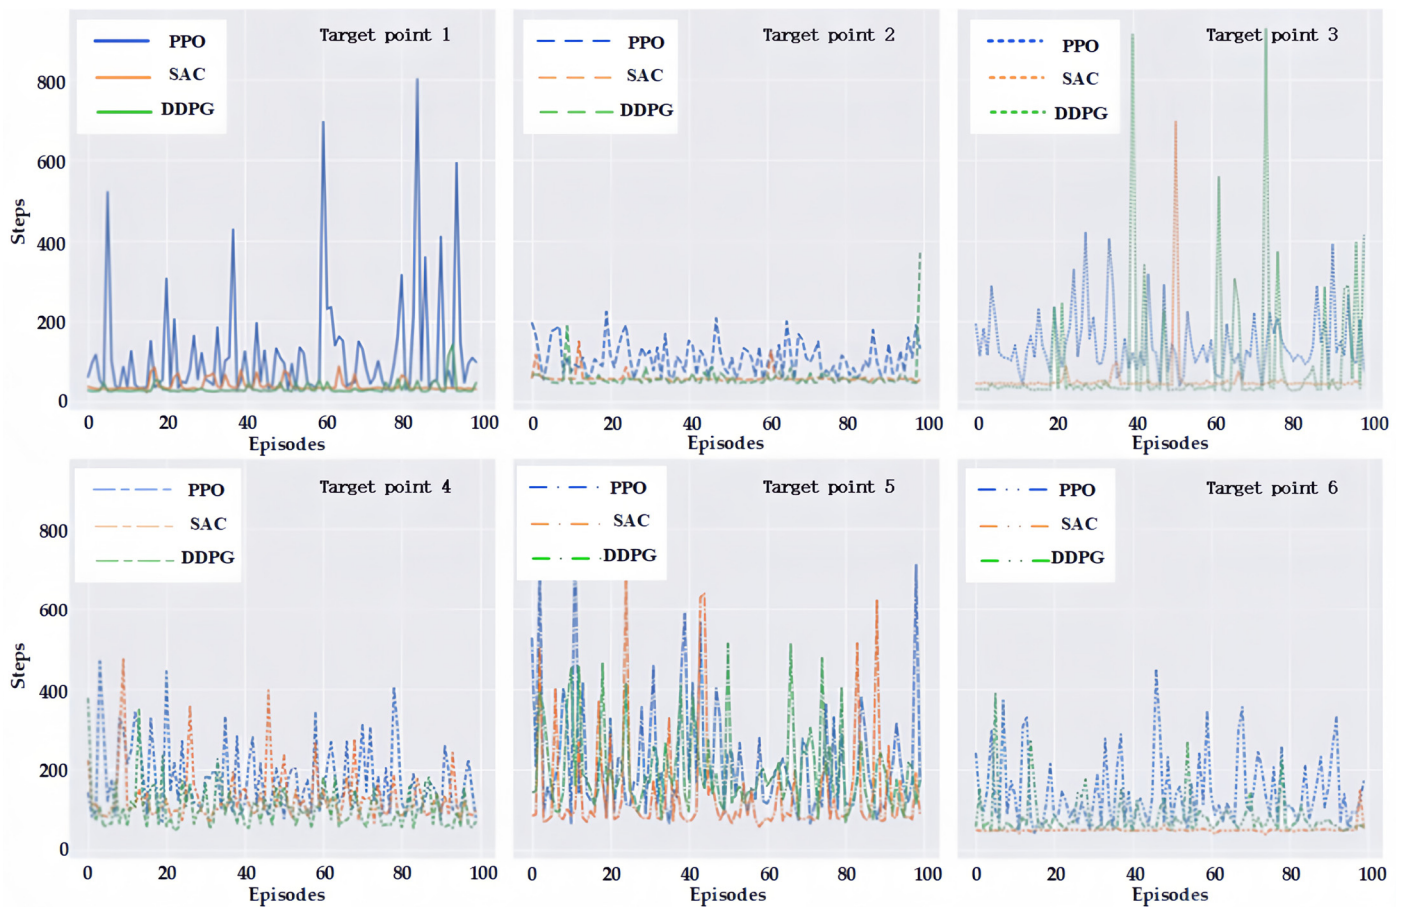 Target point 1
PPO
SAC
DDPG
Target point 2
PPO
SAC
DDPG
Target point 3
PPO
SAC
DDPG
Steps
800
600
400
200
0
0 20 40 60 80 100
Episodes
0 20 40 60 80 100
Episodes
0 20 40 60 80 100
Episodes
Target point 4
PPO
SAC
DDPG
Target point 5
PPO
SAC
DDPG
Target point 6
PPO
SAC
DDPG
Steps
800
600
400
200
0
0 20 40 60 80 100
Episodes
0 20 40 60 80 100
Episodes
0 20 40 60 80 100
Episodes